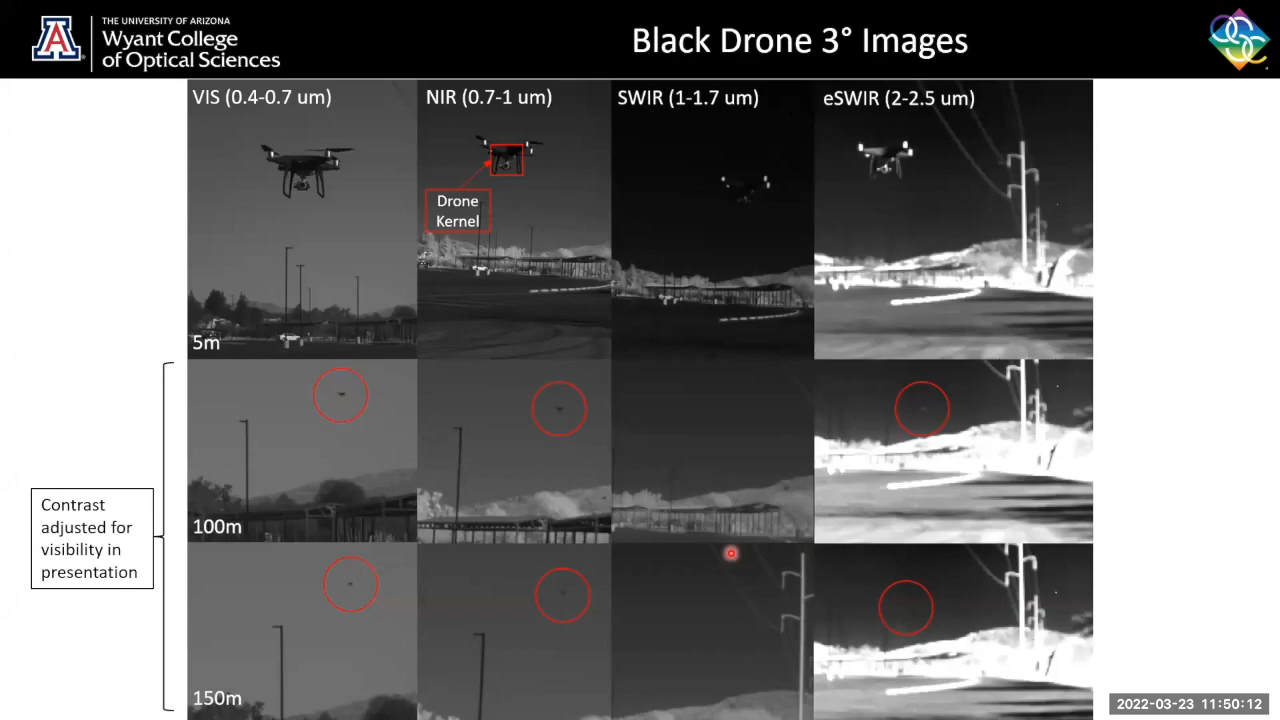 THE UNIVERSITY OF ARIZONA
Wyant College
of Optical Sciences
Black Drone 3° Images
VIS (0.4-0.7 um)
NIR (0.7-1 um)
SWIR (1-1.7 um)
eSWIR (2-2.5 um)
Drone
Kernel
5m
100m
Contrast
adjusted for
visibility in
presentation
150m
2022-03-23 11:50:12